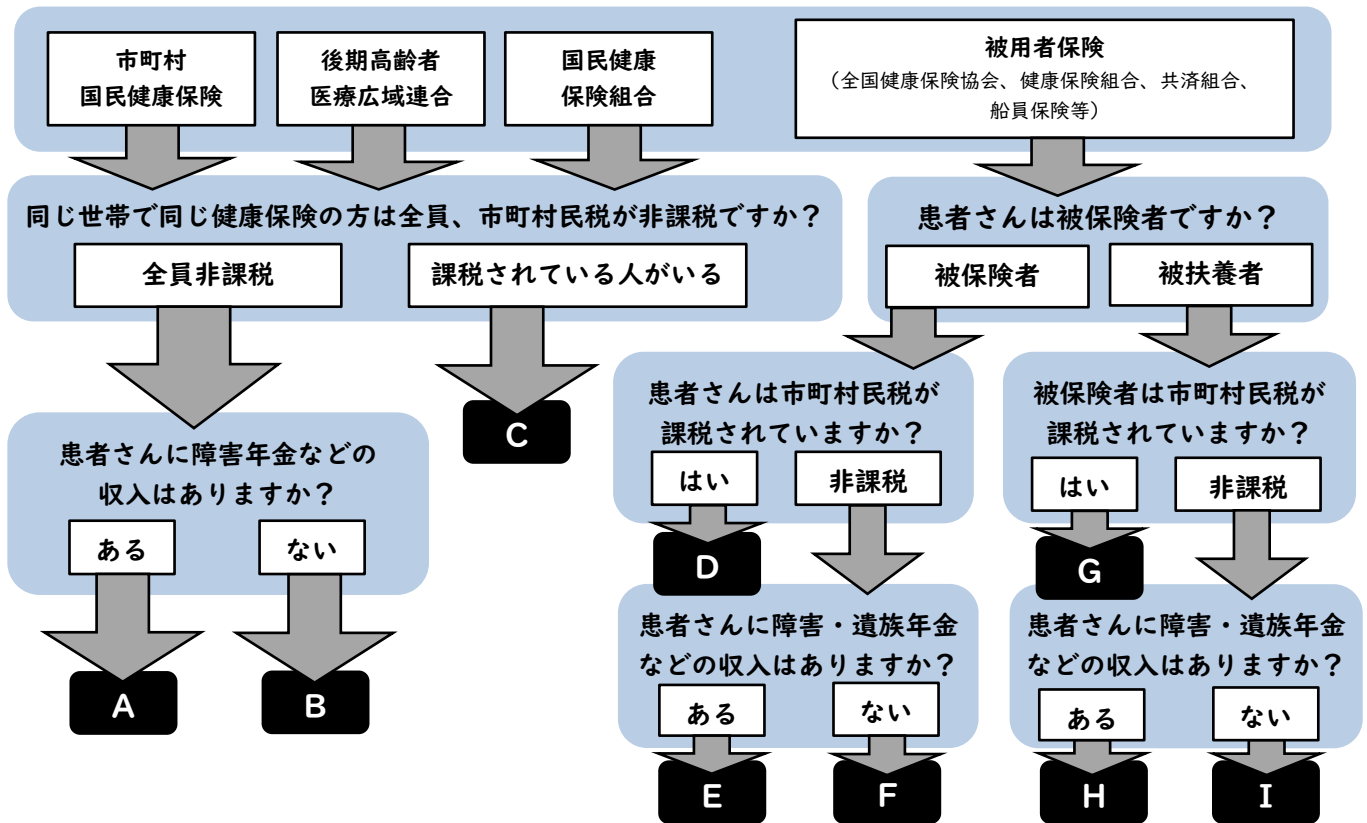 市町村
国民健康保険
後期高齢者
医療広域連合
国民健康
保険組合
被用者保険
（全国健康保険協会、健康保険組合、共済組合、
船員保険等）
同じ世帯で同じ健康保険の方は全員、市町村民税が非課税ですか？
全員非課税
課税されている人がいる
患者さんは被保険者ですか？
被保険者
被扶養者
C
患者さんに障害年金などの
収入はありますか？
ある
ない
A
B
患者さんは市町村民税が
課税されていますか？
はい
非課税
D
患者さんに障害・遺族年金
などの収入はありますか？
ある
ない
E
F
被保険者は市町村民税が
課税されていますか？
はい
非課税
G
患者さんに障害・遺族年金
などの収入はありますか？
ある
ない
H
I